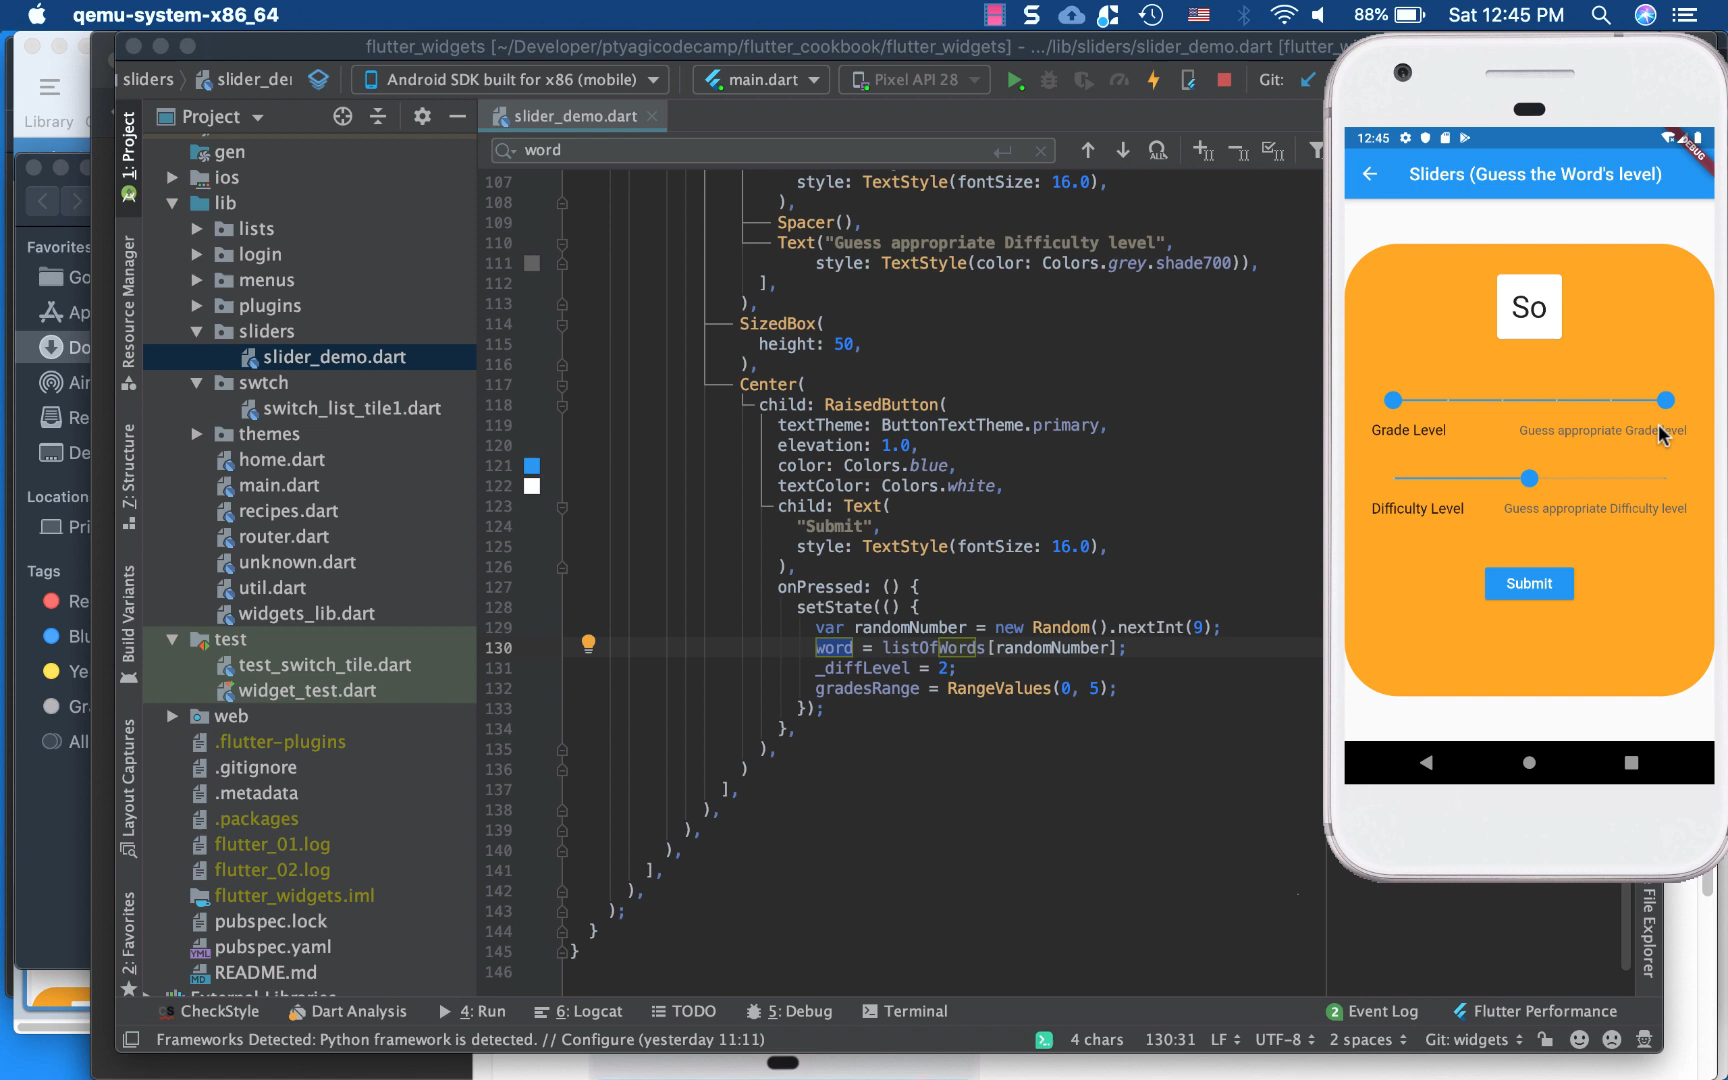 qemu-system-x86_64
88%
Sat 12:45 PM
flutter_widgets [~/Developer/ptyagicodecamp/flutter_cookbook/flutter_widgets] - .../lib/sliders/slider_demo.dart [flutter_w
sliders
slider_de
Android SDK built for x86 (mobile)
main.dart
Pixel API 28
Git:
Library
1: Project
Resource Manager
Z: Structure
Build Variants
Layout Captures
2: Favorites
Favorites
Go
Ap
Do
Air
Re
De
Location
Pri
Tags
Re
Blu
Ye
Gr
All
Project
gen
ios
lib
lists
login
menus
plugins
sliders
slider_demo.dart
swtch
switch_list_tile1.dart
themes
home.dart
main.dart
recipes.dart
router.dart
unknown.dart
util.dart
widgets_lib.dart
test
test_switch_tile.dart
widget_test.dart
web
.flutter-plugins
.gitignore
.metadata
.packages
flutter_01.log
flutter_02.log
flutter_widgets.iml
pubspec.lock
pubspec.yaml
README.md
External Libraries
slider_demo.dart
word
107 style: TextStyle(fontSize: 16.0),
108 ),
109 Spacer(),
110 Text("Guess appropriate Difficulty level",
111 style: TextStyle(color: Colors.grey.shade700)),
112 ],
113 ),
114 SizedBox(
115 height: 50,
116 ),
117 Center(
118 child: RaisedButton(
119 textTheme: ButtonTextTheme.primary,
120 elevation: 1.0,
121 color: Colors.blue,
122 textColor: Colors.white,
123 child: Text(
124 "Submit",
125 style: TextStyle(fontSize: 16.0),
126 ),
127 onPressed: () {
128 setState(() {
129 var randomNumber = new Random().nextInt(9);
130 word = listOfWords[randomNumber];
131 _diffLevel = 2;
132 gradesRange = RangeValues(0, 5);
133 });
134 },
135 ),
136 )
137 ],
138 ),
139 ),
140 ),
141 ],
142 ),
143 );
144 }
145 }
146
12:45
DEBUG
Sliders (Guess the Word's level)
So
Grade Level
Guess appropriate Grade level
Difficulty Level
Guess appropriate Difficulty level
Submit
File Explorer
CheckStyle
Dart Analysis
4: Run
6: Logcat
TODO
5: Debug
Terminal
2 Event Log
Flutter Performance
Frameworks Detected: Python framework is detected. // Configure (yesterday 11:11)
4 chars
130:31
LF
UTF-8
2 spaces
Git: widgets